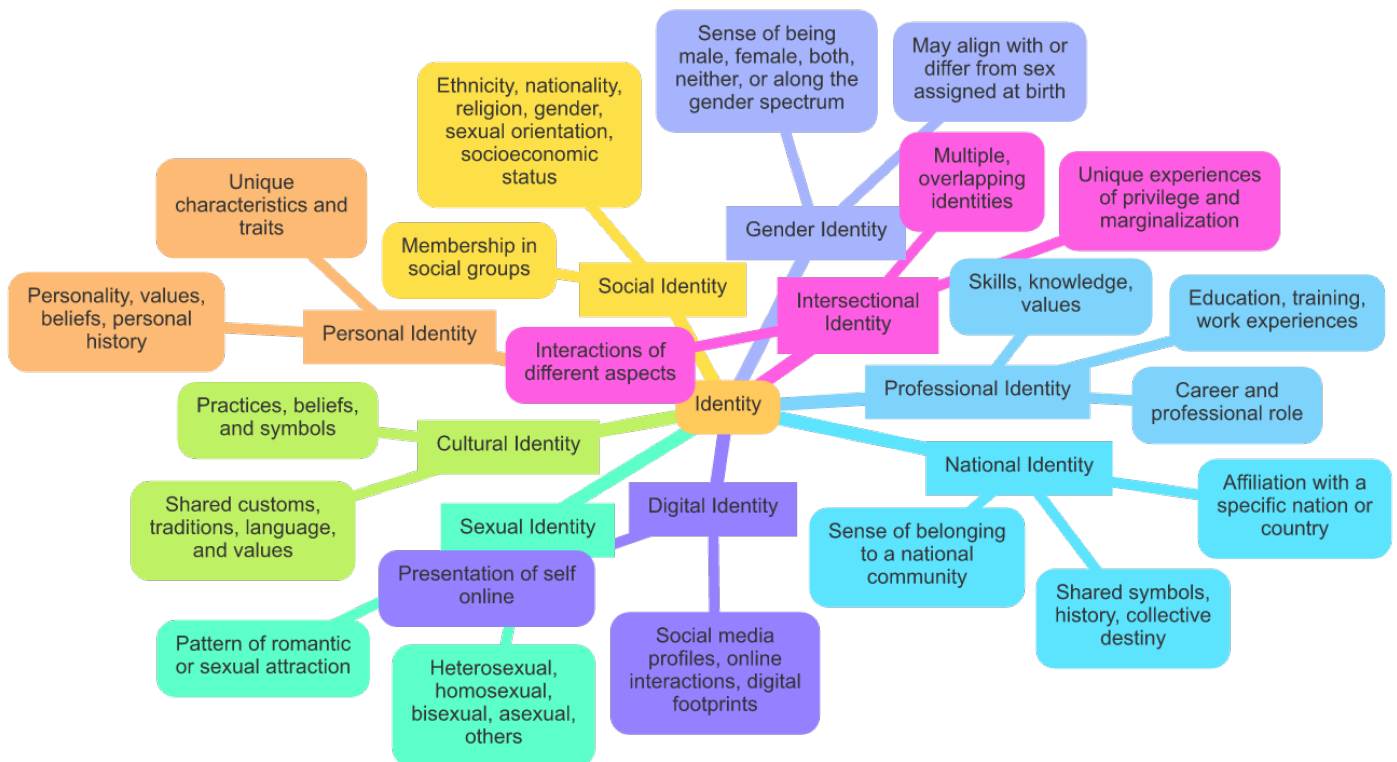 Sense of being
male, female, both,
neither, or along the
gender spectrum
May align with or
differ from sex
assigned at birth
Ethnicity, nationality,
religion, gender,
sexual orientation,
socioeconomic
status
Multiple,
overlapping
identities
Unique experiences
of privilege and
marginalization
Unique
characteristics and
traits
Gender Identity
Membership in
social groups
Social Identity
Intersectional
Identity
Skills, knowledge,
values
Education, training,
work experiences
Personality, values,
beliefs, personal
history
Personal Identity
Interactions of
different aspects
Professional Identity
Career and
professional role
Identity
Practices, beliefs,
and symbols
Cultural Identity
National Identity
Affiliation with a
specific nation or
country
Shared customs,
traditions, language,
and values
Sexual Identity
Digital Identity
Sense of belonging
to a national
community
Presentation of self
online
Shared symbols,
history, collective
destiny
Pattern of romantic
or sexual attraction
Heterosexual,
homosexual,
bisexual, asexual,
others
Social media
profiles, online
interactions, digital
footprints